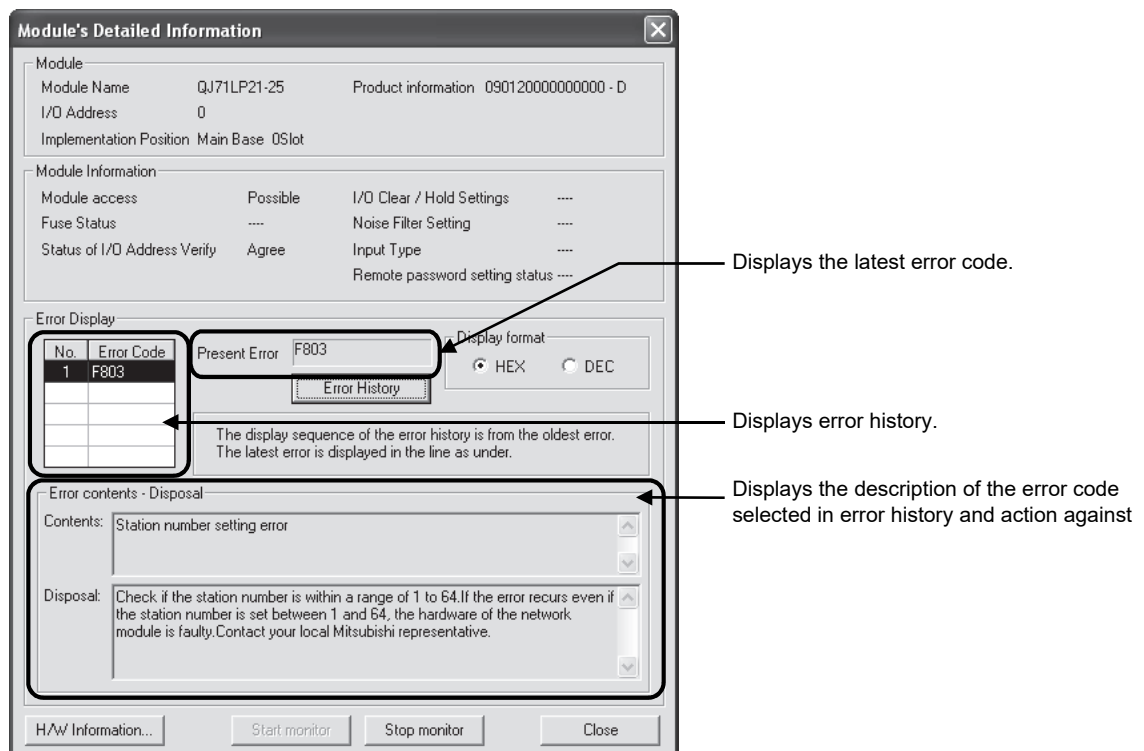 Module's Detailed Information
Module
Module Name QJ71LP21-25 Product information 090120000000000 - D
I/O Address 0
Implementation Position Main Base 0Slot
Module Information
Module access Possible I/O Clear / Hold Settings ----
Fuse Status ---- Noise Filter Setting ----
Status of I/O Address Verify Agree Input Type ----
Remote password setting status ----
Displays the latest error code.
Error Display
No. Error Code
1 F803
Present Error F803
Display format
HEX DEC
Error History
Displays error history.
The display sequence of the error history is from the oldest error.
The latest error is displayed in the line as under.
Displays the description of the error code
selected in error history and action against
Error contents - Disposal
Contents: Station number setting error
Disposal: Check if the station number is within a range of 1 to 64.If the error recurs even if
the station number is set between 1 and 64, the hardware of the network
module is faulty.Contact your local Mitsubishi representative.
H/W Information... Start monitor Stop monitor Close